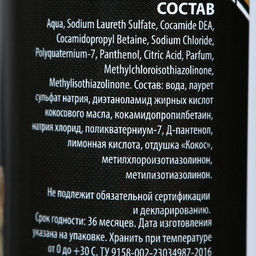 СОСТАВ
Aqua, Sodium Laureth Sulfate, Cocamide DEA,
Cocamidopropyl Betaine, Sodium Chloride,
Polyquaternium-7, Panthenol, Citric Acid, Parfum,
Methylchloroisothiazolinone,
Methylisothiazolinone. Состав: вода, лаурет
сульфат натрия, диэтаноламид жирных кислот
кокосового масла, кокамидопропилбетаин,
натрия хлорид, поликватерниум-7, Д-пантенол,
лимонная кислота, отдушка «Кокос»,
метилхлороизотиазолинон,
метилизотиазолинон.
Не подлежит обязательной сертификации
и декларированию.
Срок годности: 36 месяцев. Дата изготовления
указана на упаковке. Хранить при температуре
от 0 до +30 С. ТУ 9158-002-23034987-2016